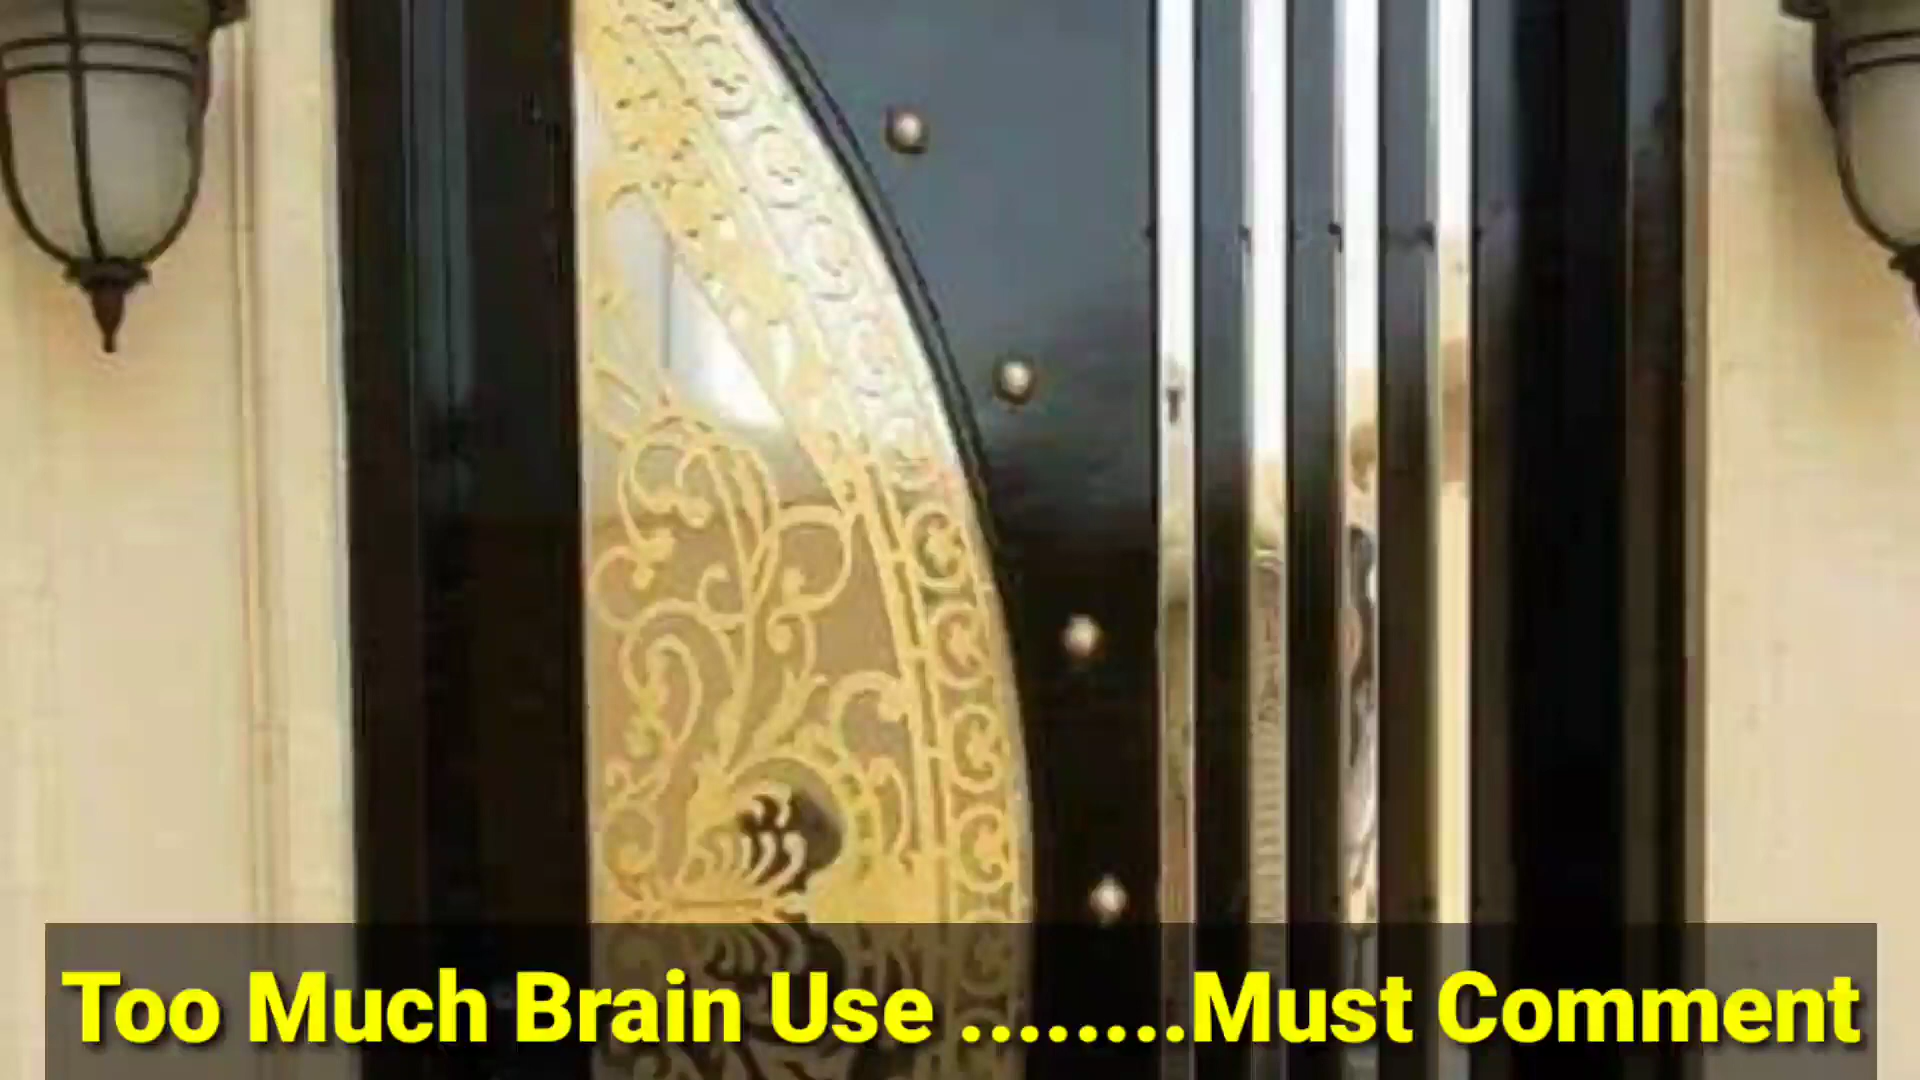 Too Much Brain Use ........Must Comment